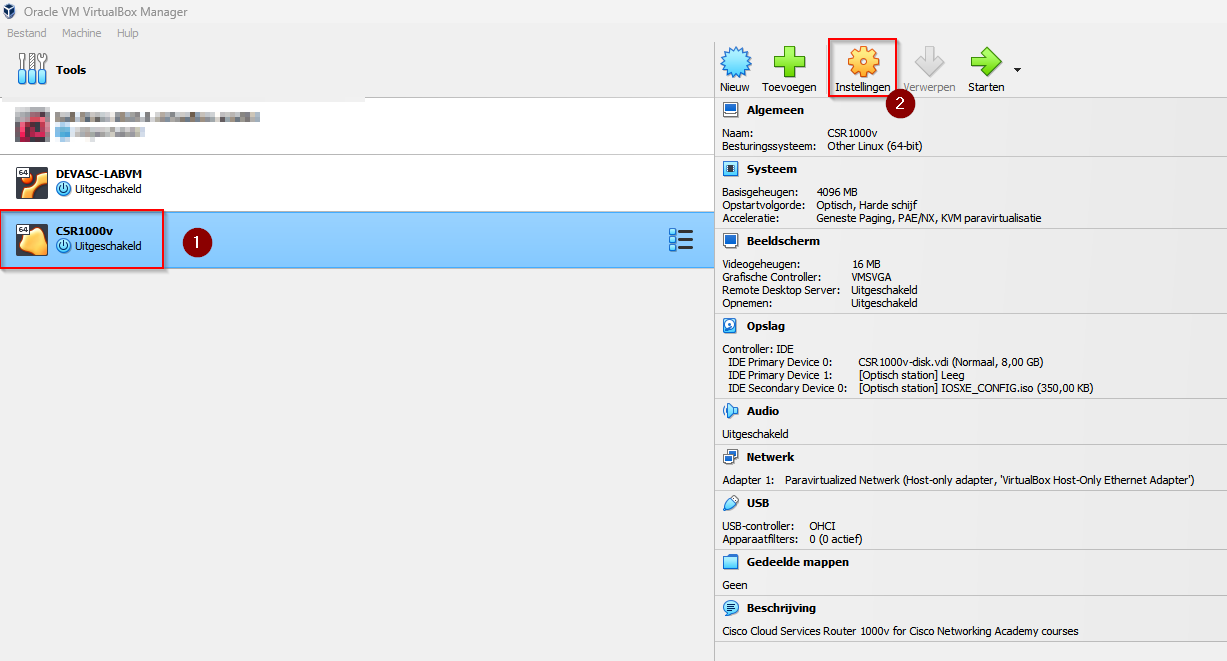 Oracle VM VirtualBox Manager
Bestand Machine Hulp
Tools
64 DEVASC-LABVM
Uitgeschakeld
64 CSR1000v
Uitgeschakeld
1
Nieuw Toevoegen Instellingen Verwerpen Starten
2
Algemeen
Naam: CSR1000v
Besturingssysteem: Other Linux (64-bit)
Systeem
Basisgeheugen: 4096 MB
Opstartvolgorde: Optisch, Harde schijf
Acceleratie: Geneste Paging, PAE/NX, KVM paravirtualisatie
Beeldscherm
Videogeheugen: 16 MB
Grafische Controller: VMSVGA
Remote Desktop Server: Uitgeschakeld
Opnemen: Uitgeschakeld
Opslag
Controller: IDE
IDE Primary Device 0: CSR1000v-disk.vdi (Normaal, 8,00 GB)
IDE Primary Device 1: [Optisch station] Leeg
IDE Secondary Device 0: [Optisch station] IOSXE_CONFIG.iso (350,00 KB)
Audio
Uitgeschakeld
Netwerk
Adapter 1: Paravirtualized Netwerk (Host-only adapter, 'VirtualBox Host-Only Ethernet Adapter')
USB
USB-controller: OHCI
Apparaatfilters: 0 (0 actief)
Gedeelde mappen
Geen
Beschrijving
Cisco Cloud Services Router 1000v for Cisco Networking Academy courses